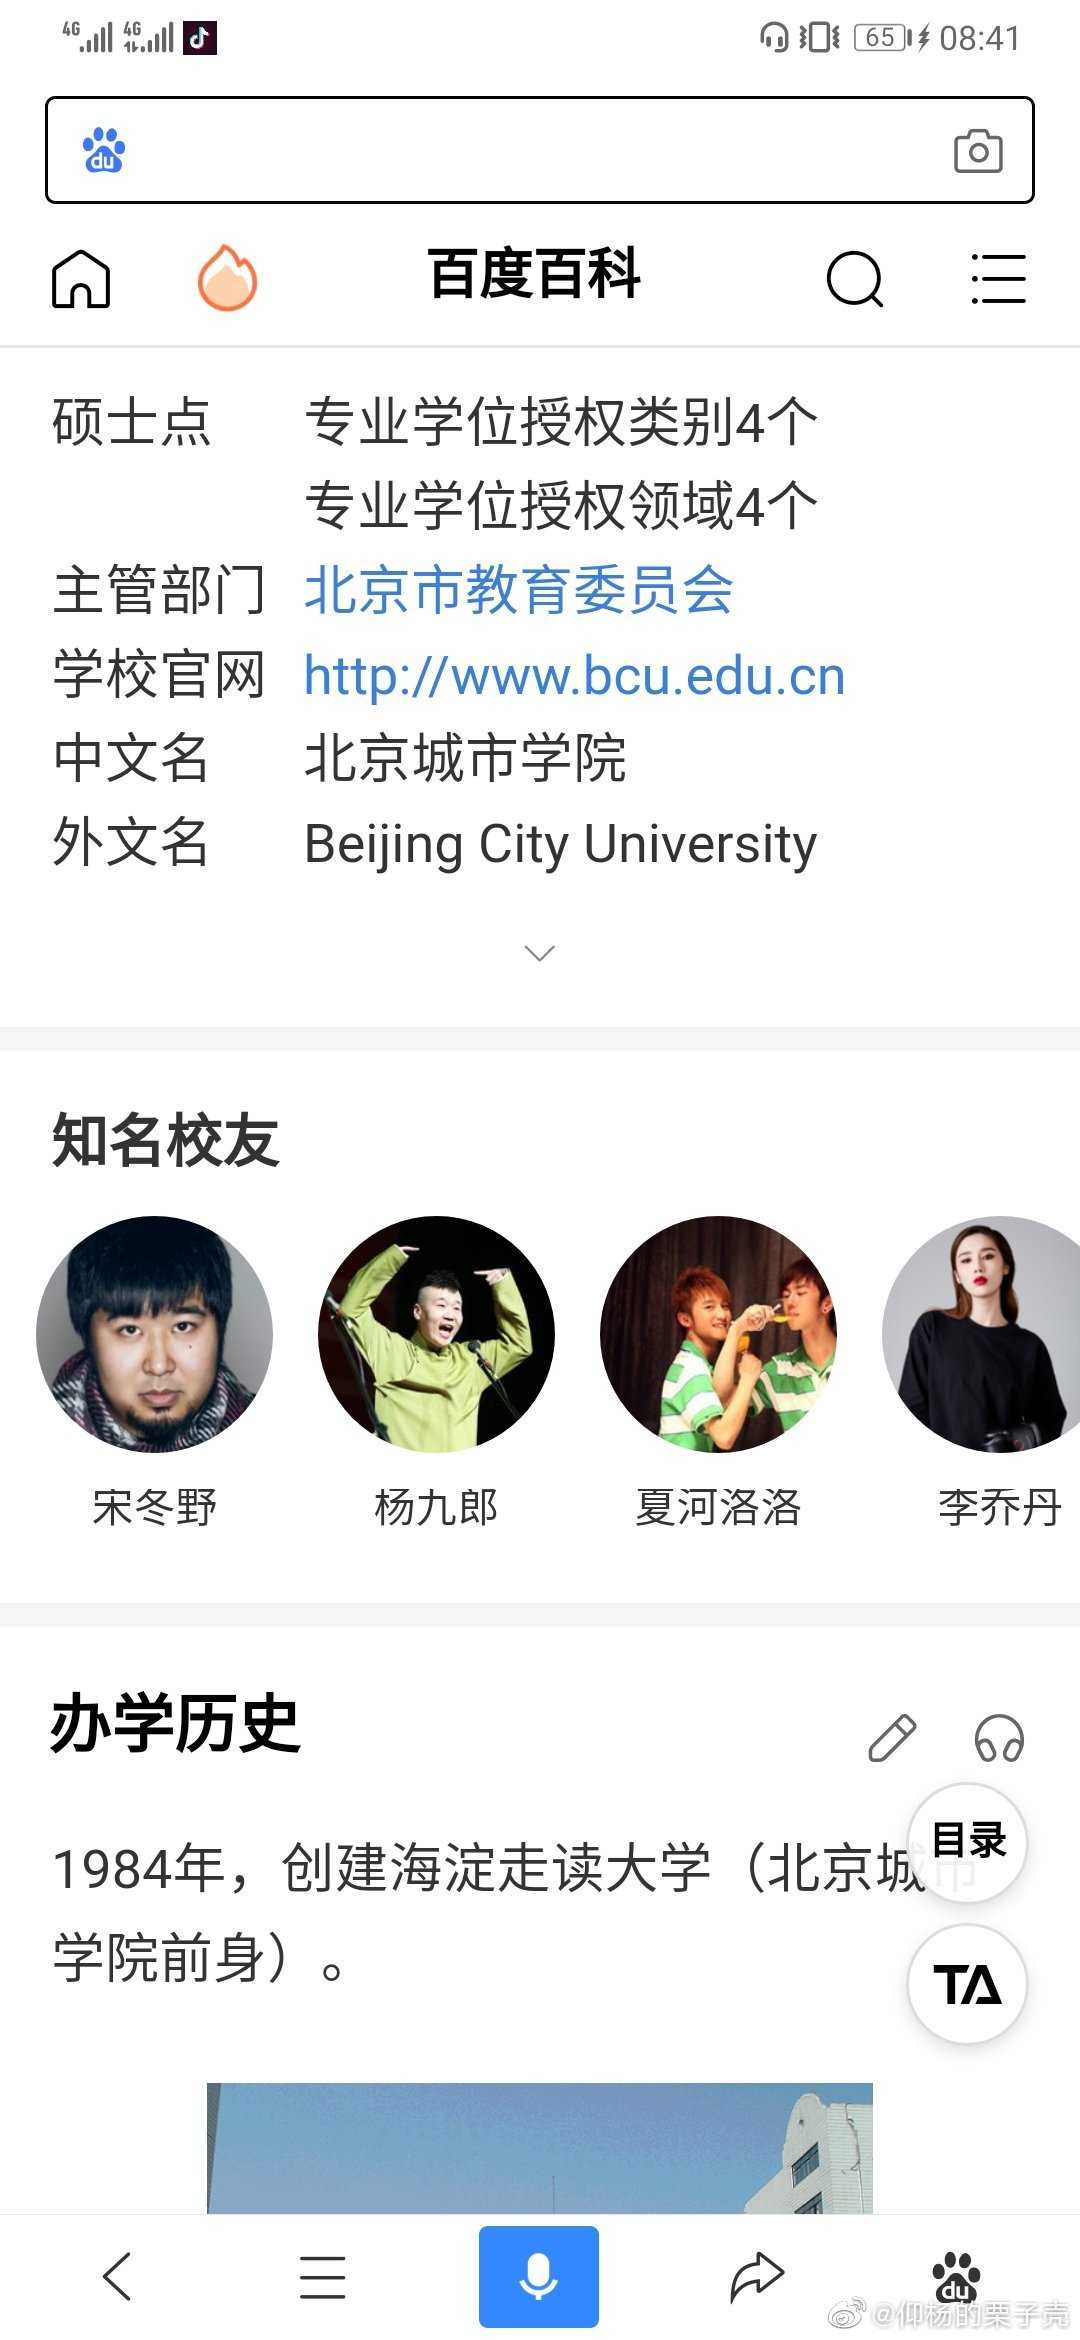 4G 4G 65 08:41
du
百度百科
硕士点 专业学位授权类别4个
专业学位授权领域4个
主管部门 北京市教育委员会
学校官网 http://www.bcu.edu.cn
中文名 北京城市学院
外文名 Beijing City University
知名校友
宋冬野 杨九郎 夏河洛洛 李乔丹
办学历史
目录
1984年，创建海淀走读大学（北京城市
学院前身）。
TA
du
@仰杨的栗子壳